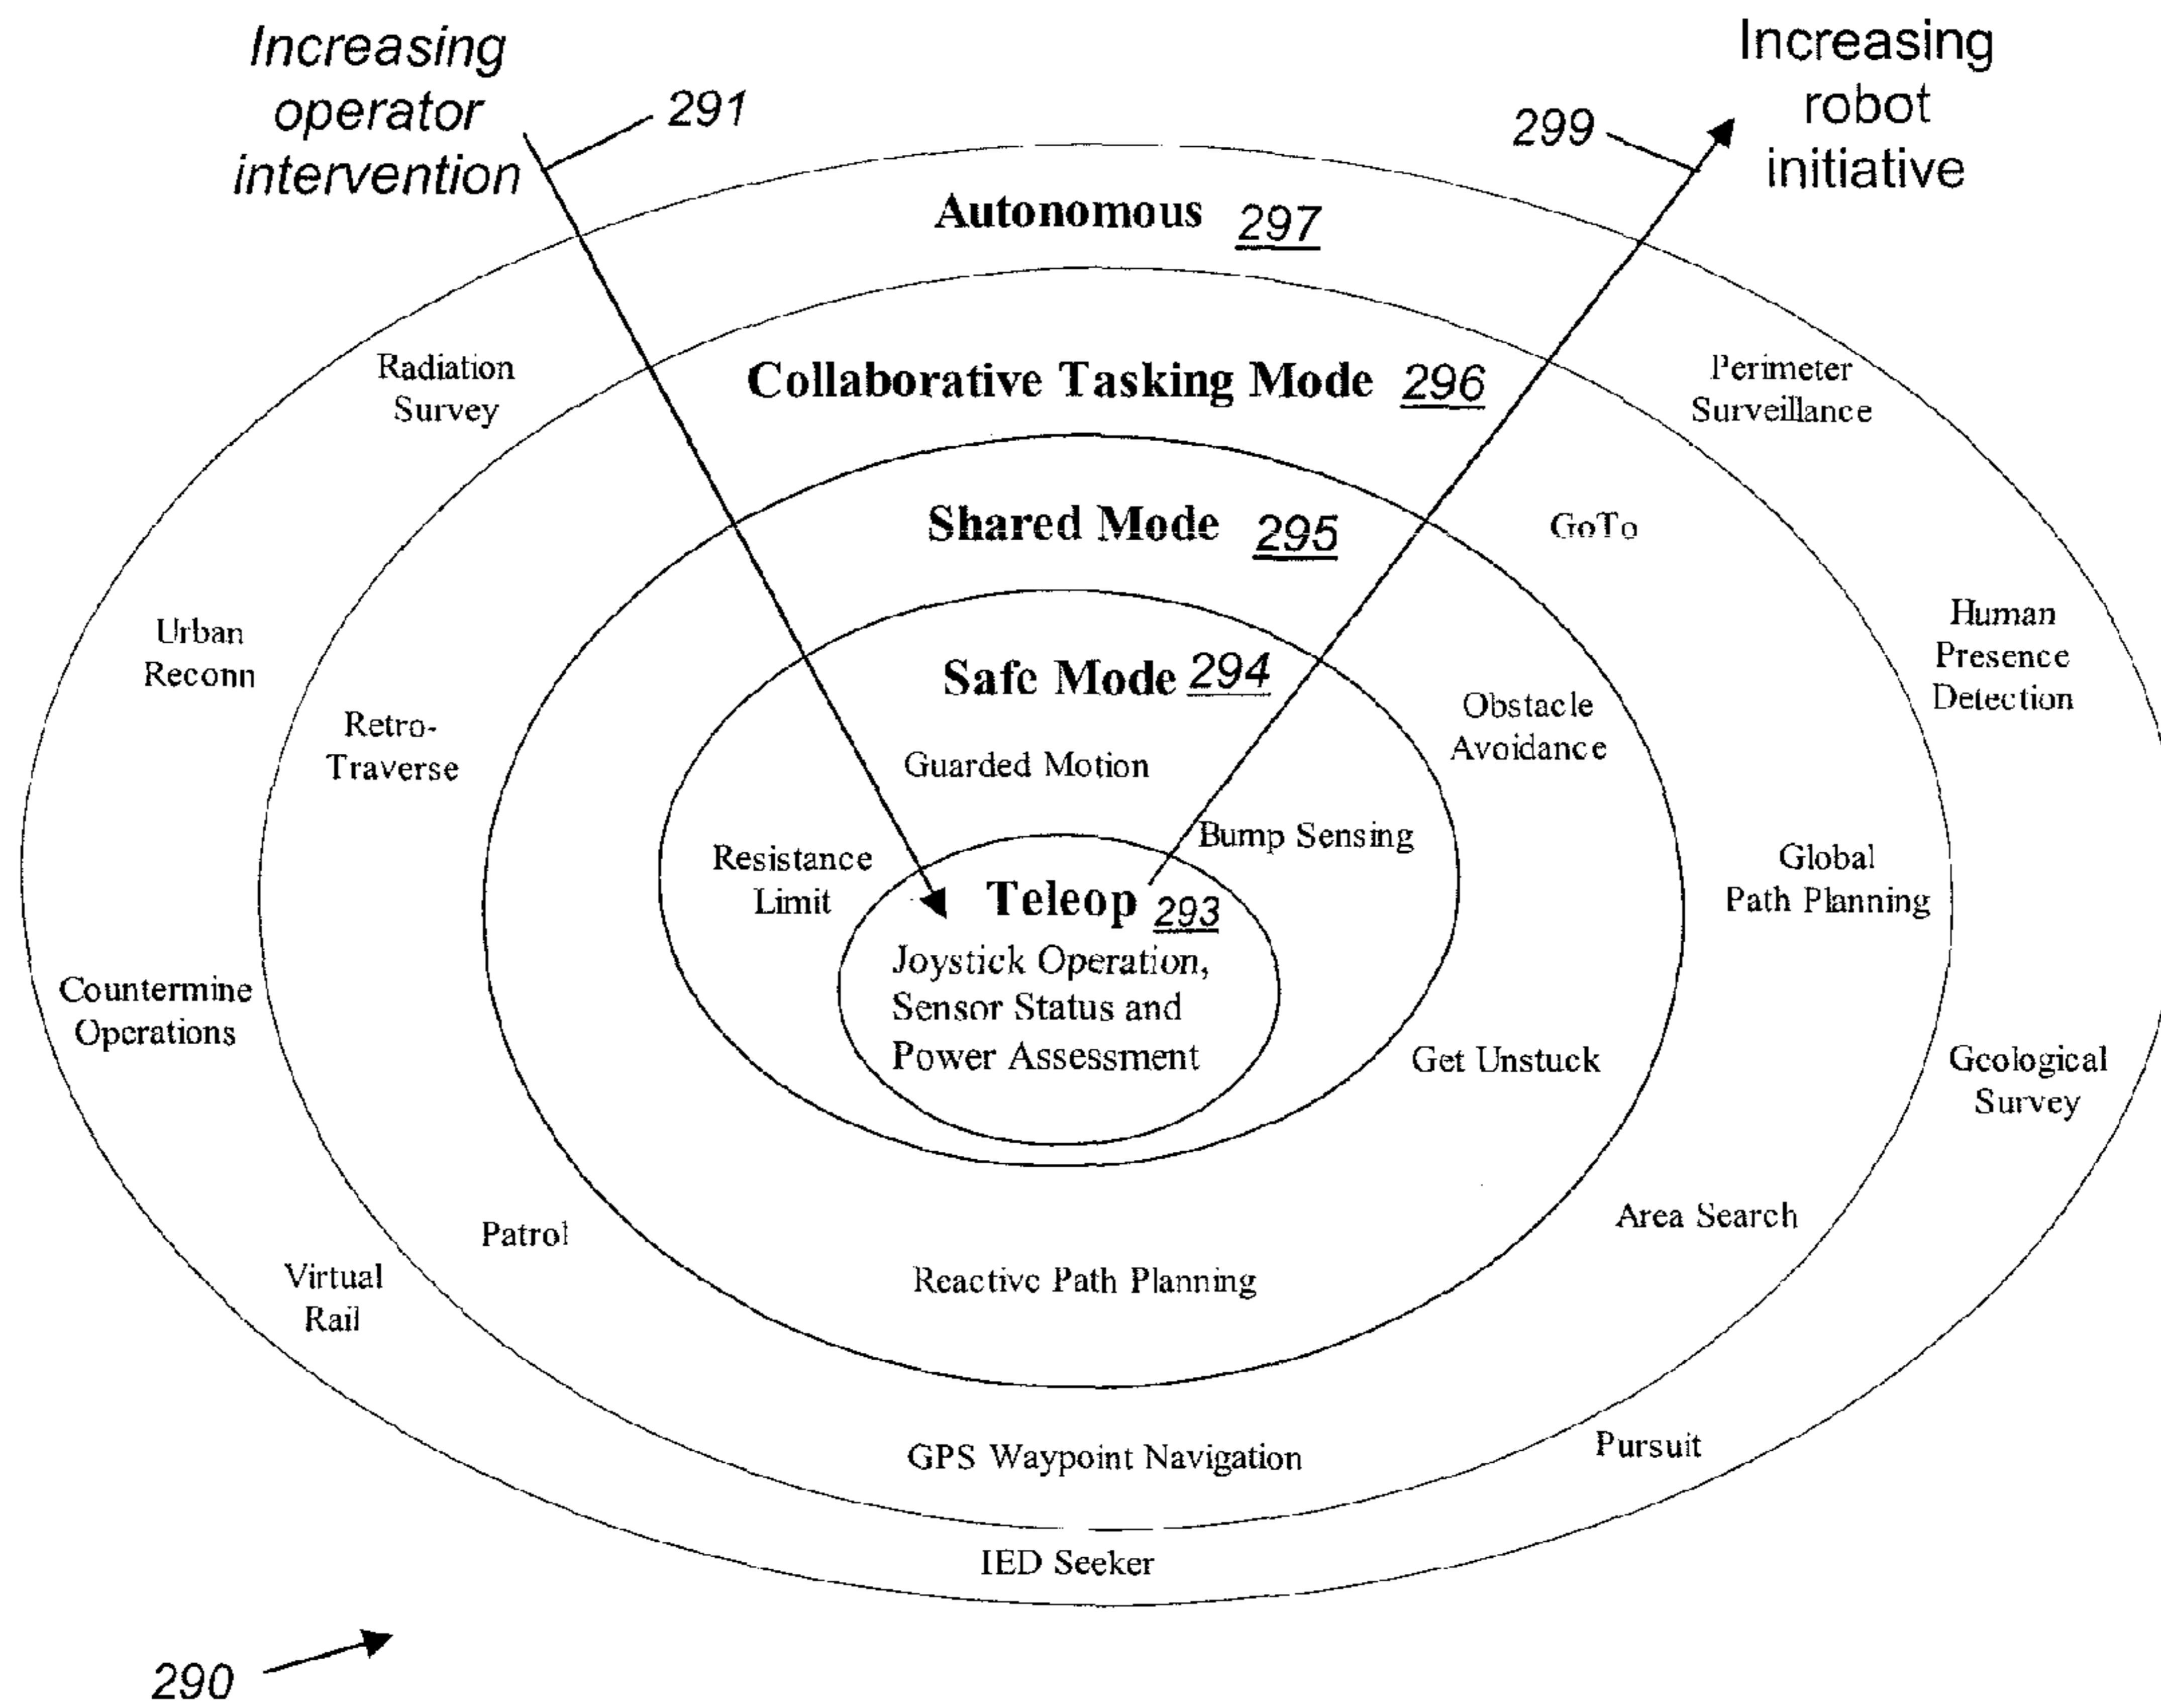 Increasing
operator
intervention
291
299
Increasing
robot
initiative
Autonomous 297
Radiation
Survey
Collaborative Tasking Mode 296
Perimeter
Surveillance
Shared Mode 295
GoTo
Urban
Reconn
Human
Presence
Detection
Safe Mode 294
Retro-
Traverse
Obstacle
Avoidance
Guarded Motion
Bump Sensing
Resistance
Limit
Global
Path Planning
Teleop 293
Joystick Operation,
Sensor Status and
Power Assessment
Countermine
Operations
Get Unstuck
Geological
Survey
Patrol
Area Search
Virtual
Rail
Reactive Path Planning
GPS Waypoint Navigation
Pursuit
IED Seeker
290